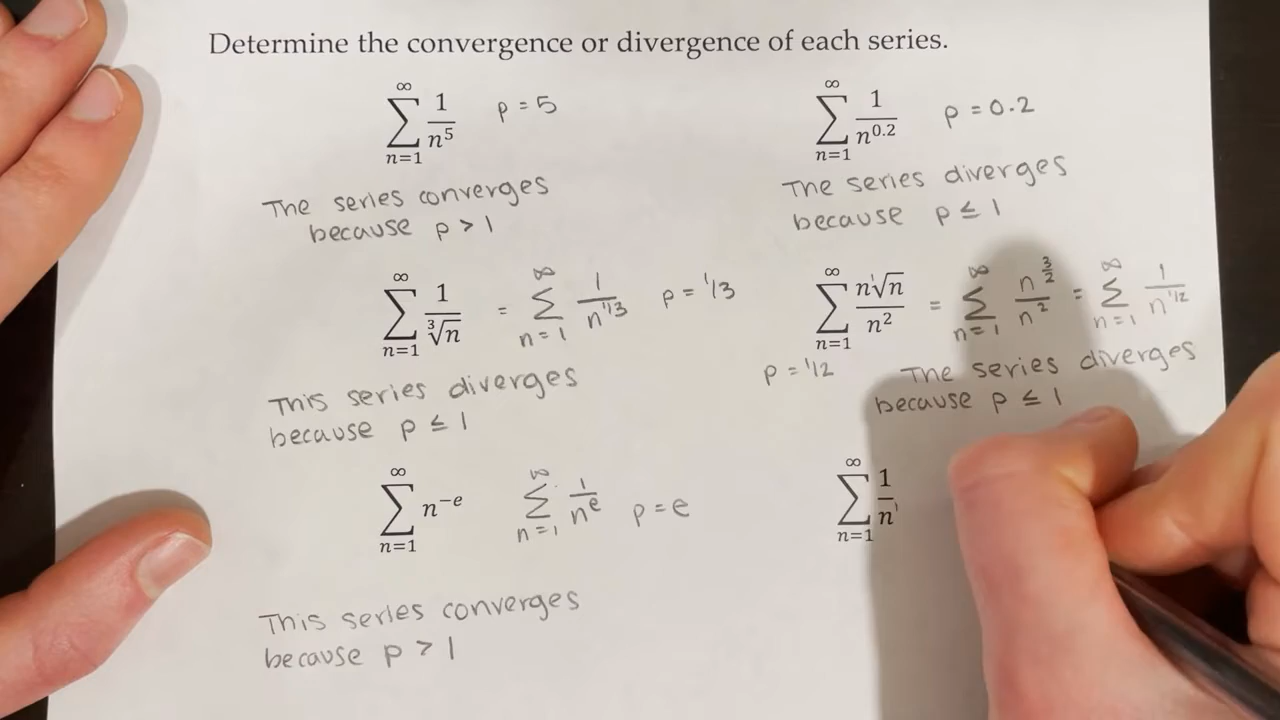 Determine the convergence or divergence of each series.
∞∑n=1 1/n^5 p = 5
The series converges
because p > 1
∞∑n=1 1/n^0.2 p = 0.2
The series diverges
because p ≤ 1
∞∑n=1 1/∛n = ∞∑n=1 1/n^1/3 p = 1/3
This series diverges
because p ≤ 1
∞∑n=1 n√n/n^2 = ∞∑n=1 n^3/2/n^2 = ∞∑n=1 1/n^1/2
p = 1/2 The series diverges
because p ≤ 1
∞∑n=1 n^−e ∞∑n=1 1/n^e p = e
This series converges
because p > 1
∞∑n=1 1/n